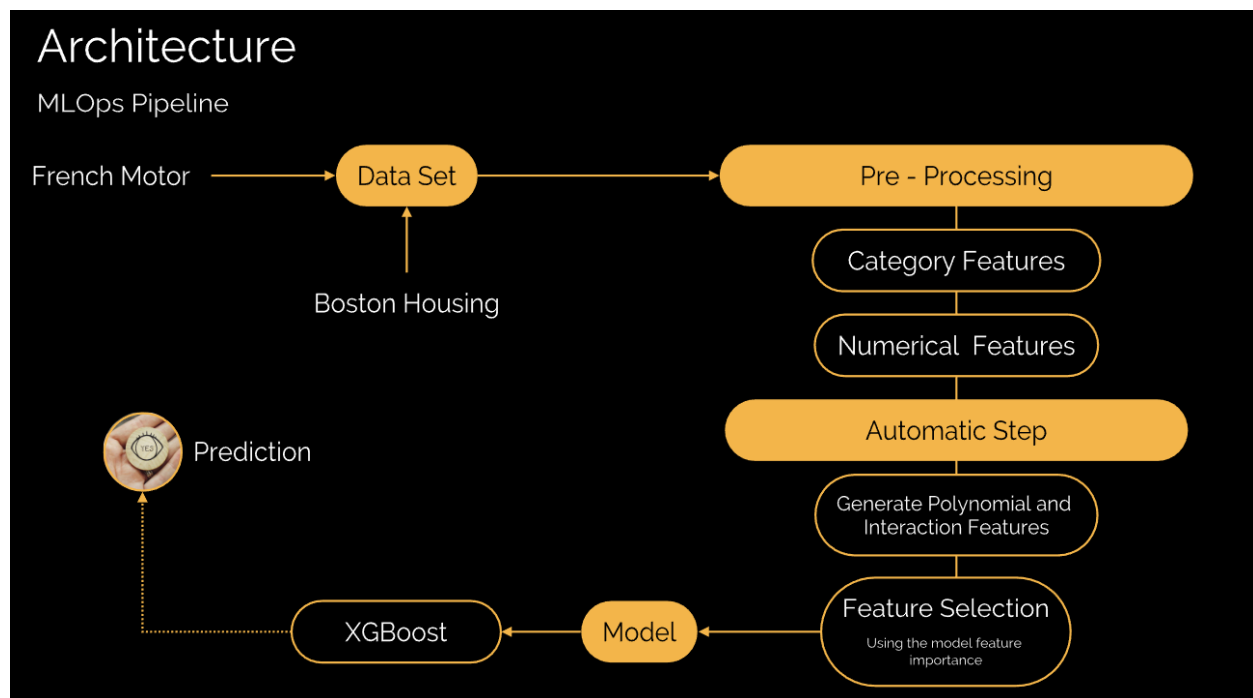 Architecture
MLOps Pipeline
French Motor
Data Set
Pre - Processing
Boston Housing
Category Features
Numerical Features
Automatic Step
Generate Polynomial and
Interaction Features
Feature Selection
Using the model feature
importance
Model
XGBoost
Prediction
YES